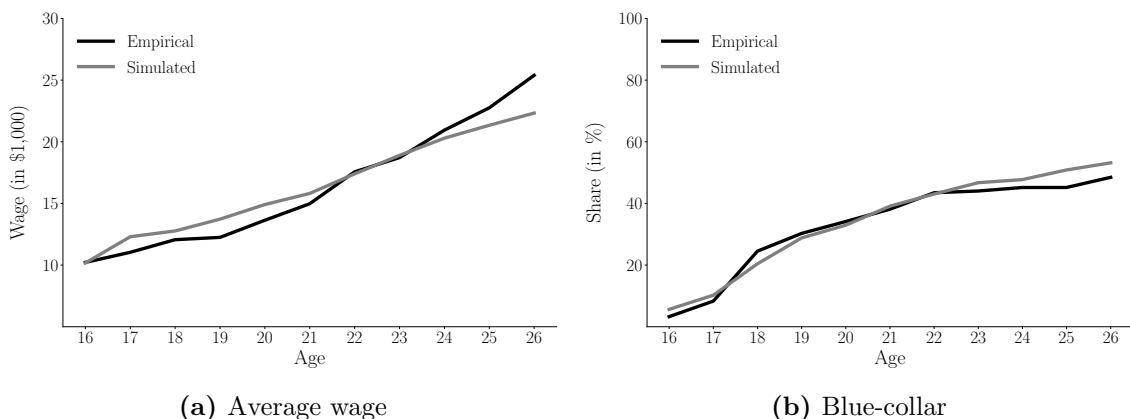 30
25
20
15
10
Wage (in $1,000)
Empirical
Simulated
16 17 18 19 20 21 22 23 24 25 26
Age
(a) Average wage
100
80
60
40
20
Share (in %)
Empirical
Simulated
16 17 18 19 20 21 22 23 24 25 26
Age
(b) Blue-collar